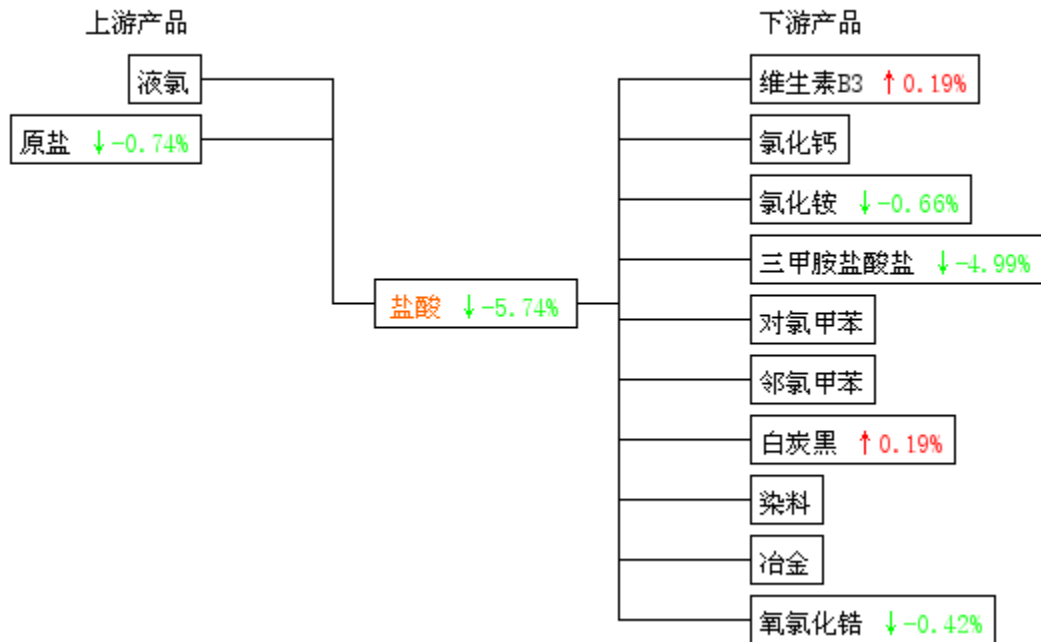 上游产品
下游产品
液氯
原盐 ↓-0.74%
盐酸 ↓-5.74%
维生素B3 ↑0.19%
氯化钙
氯化铵 ↓-0.66%
三甲胺盐酸盐 ↓-4.99%
对氯甲苯
邻氯甲苯
白炭黑 ↑0.19%
染料
冶金
氧氯化锆 ↓-0.42%